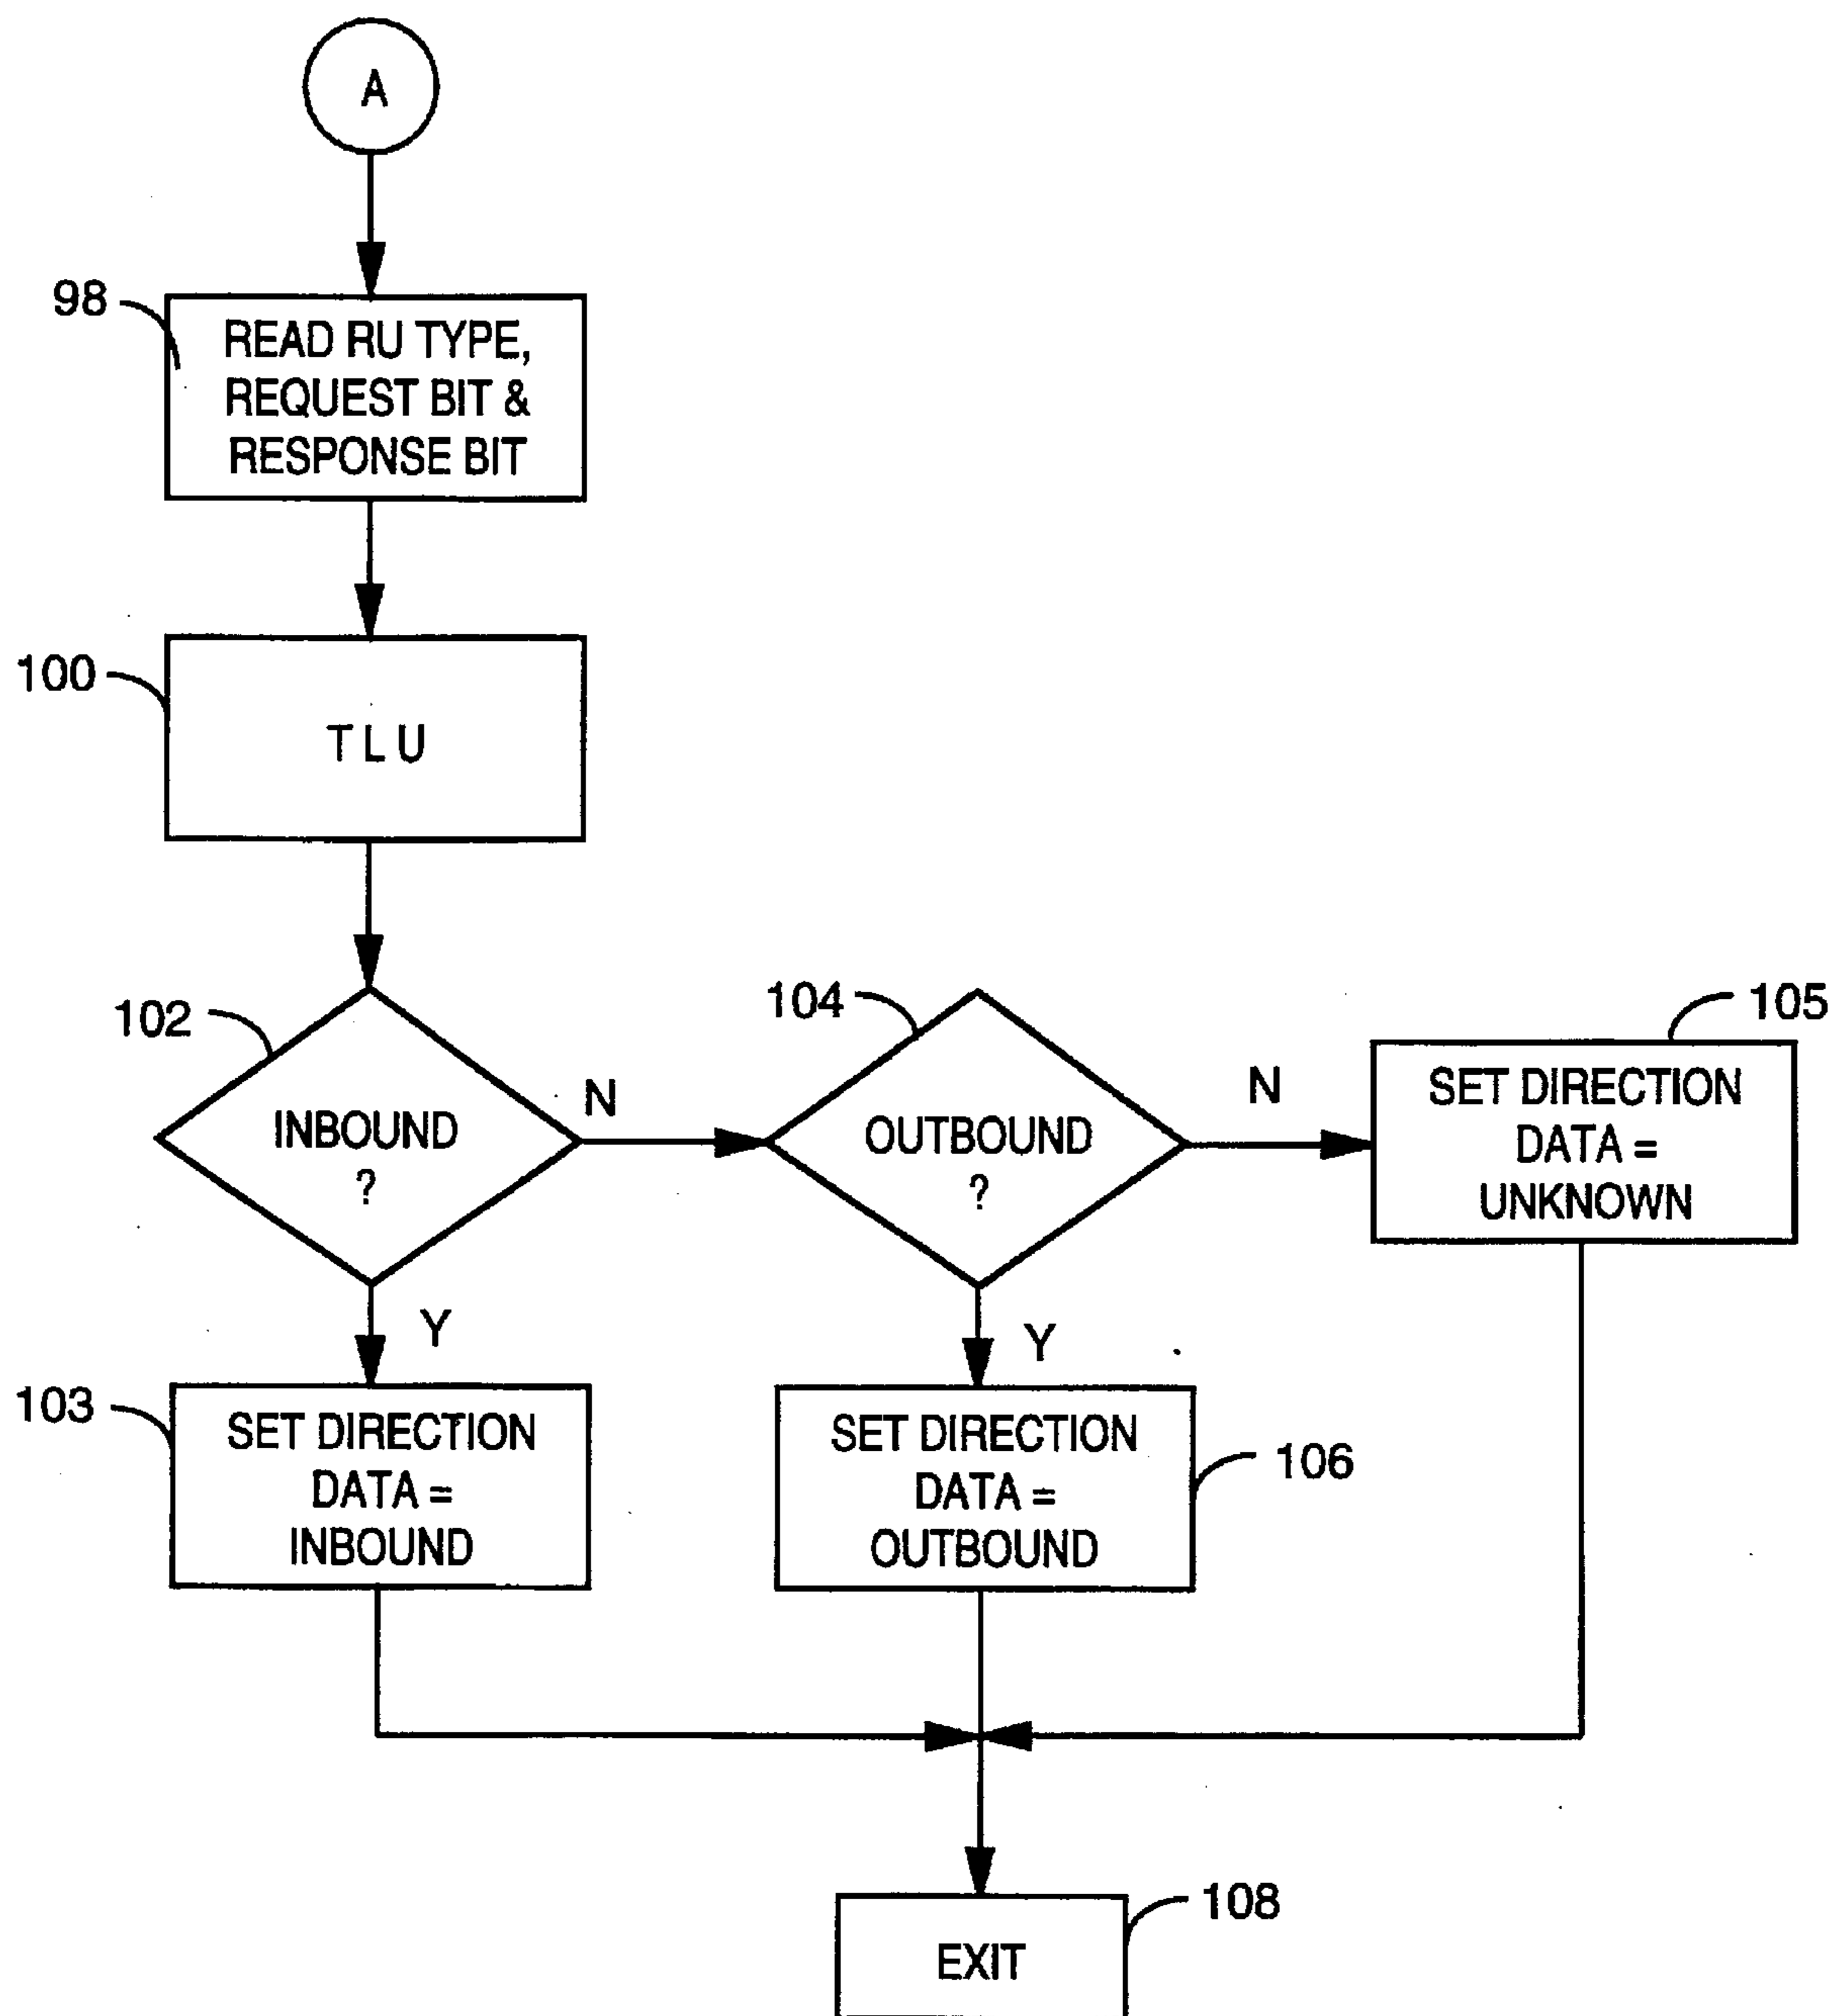 A
98
READ RU TYPE,
REQUEST BIT &
RESPONSE BIT
100
TLU
102
INBOUND
?
N
104
OUTBOUND
?
N
105
SET DIRECTION
DATA =
UNKNOWN
Y
103
SET DIRECTION
DATA =
INBOUND
Y
SET DIRECTION
DATA =
OUTBOUND
106
108
EXIT